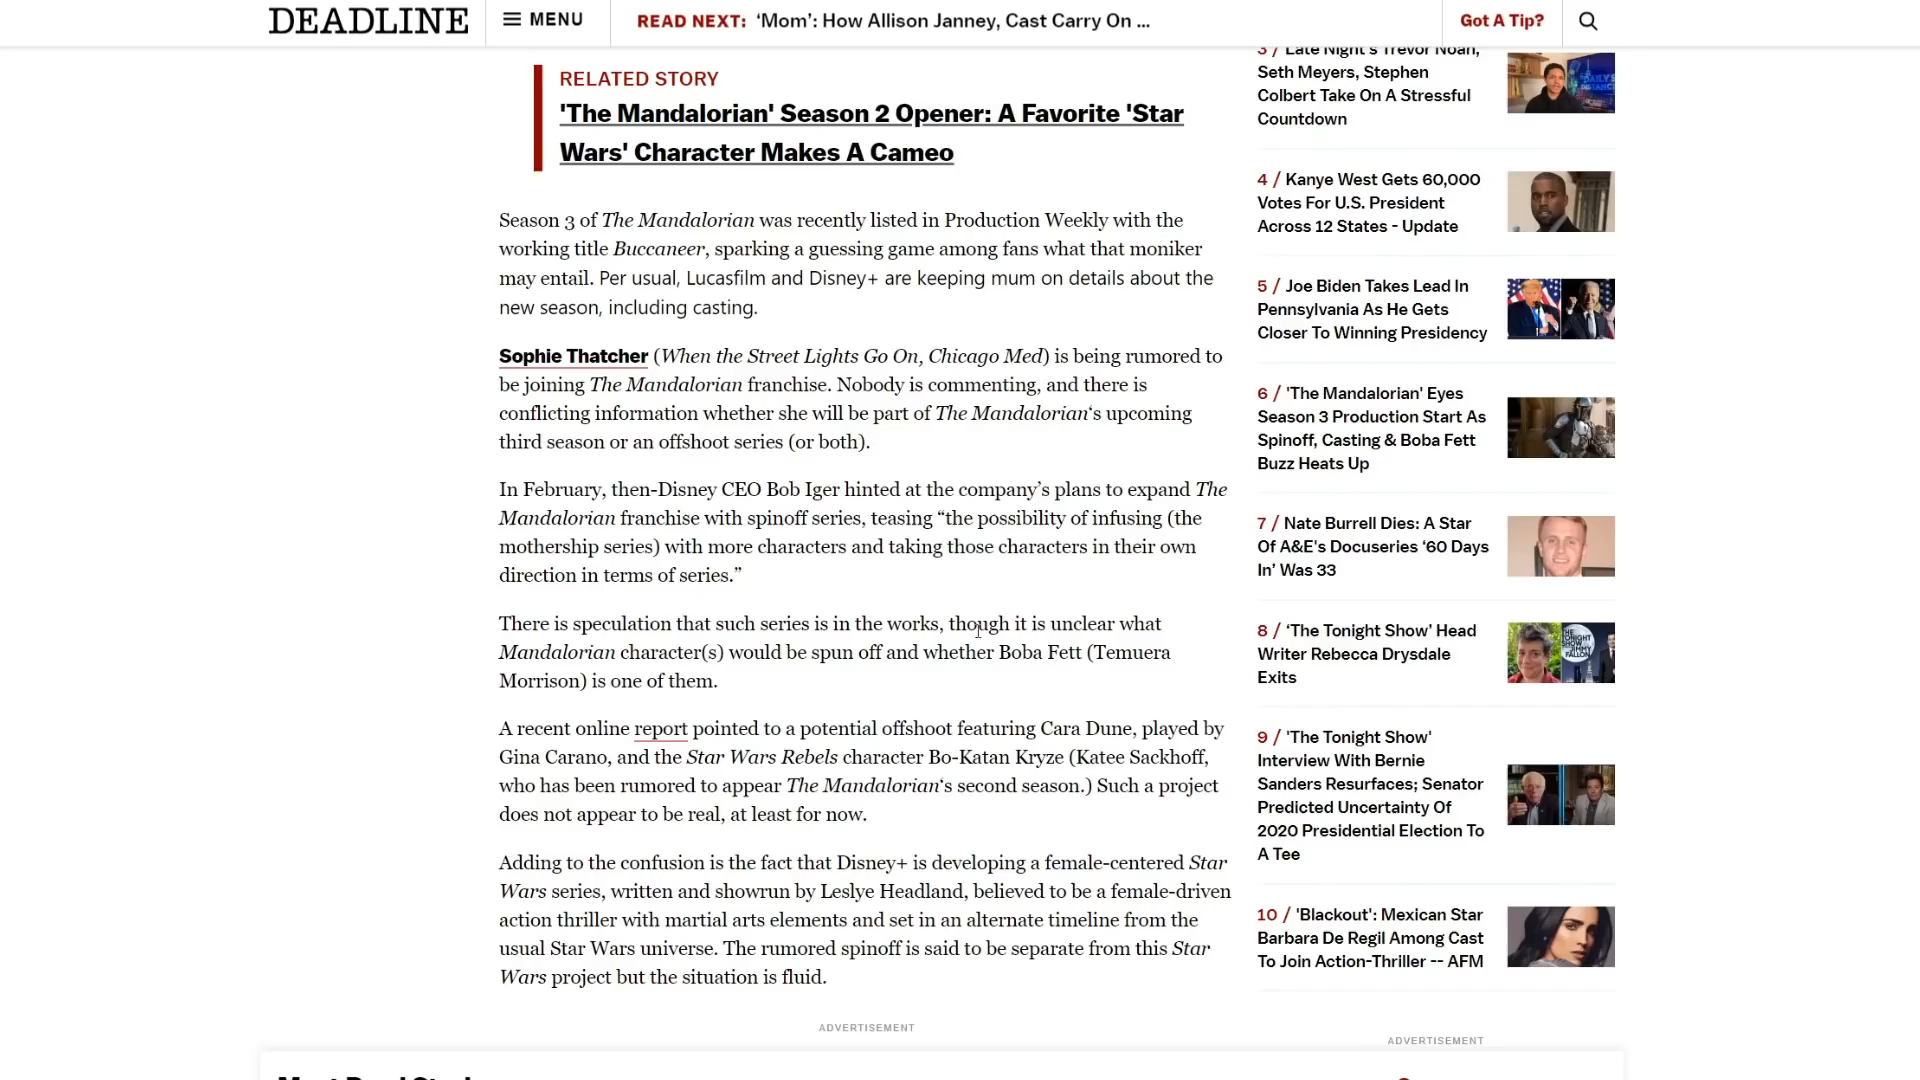 DEADLINE
MENU
READ NEXT: ‘Mom’: How Allison Janney, Cast Carry On ...
Got A Tip?
RELATED STORY
'The Mandalorian' Season 2 Opener: A Favorite 'Star
Wars' Character Makes A Cameo
Season 3 of The Mandalorian was recently listed in Production Weekly with the
working title Buccaneer, sparking a guessing game among fans what that moniker
may entail. Per usual, Lucasfilm and Disney+ are keeping mum on details about the
new season, including casting.
Sophie Thatcher (When the Street Lights Go On, Chicago Med) is being rumored to
be joining The Mandalorian franchise. Nobody is commenting, and there is
conflicting information whether she will be part of The Mandalorian‘s upcoming
third season or an offshoot series (or both).
In February, then-Disney CEO Bob Iger hinted at the company’s plans to expand The
Mandalorian franchise with spinoff series, teasing “the possibility of infusing (the
mothership series) with more characters and taking those characters in their own
direction in terms of series.”
There is speculation that such series is in the works, though it is unclear what
Mandalorian character(s) would be spun off and whether Boba Fett (Temuera
Morrison) is one of them.
A recent online report pointed to a potential offshoot featuring Cara Dune, played by
Gina Carano, and the Star Wars Rebels character Bo-Katan Kryze (Katee Sackhoff,
who has been rumored to appear The Mandalorian‘s second season.) Such a project
does not appear to be real, at least for now.
Adding to the confusion is the fact that Disney+ is developing a female-centered Star
Wars series, written and showrun by Leslye Headland, believed to be a female-driven
action thriller with martial arts elements and set in an alternate timeline from the
usual Star Wars universe. The rumored spinoff is said to be separate from this Star
Wars project but the situation is fluid.
ADVERTISEMENT
3 / Late Night's Trevor Noah,
Seth Meyers, Stephen
Colbert Take On A Stressful
Countdown
4 / Kanye West Gets 60,000
Votes For U.S. President
Across 12 States - Update
5 / Joe Biden Takes Lead In
Pennsylvania As He Gets
Closer To Winning Presidency
6 / 'The Mandalorian' Eyes
Season 3 Production Start As
Spinoff, Casting & Boba Fett
Buzz Heats Up
7 / Nate Burrell Dies: A Star
Of A&E's Docuseries ‘60 Days
In’ Was 33
8 / ‘The Tonight Show’ Head
Writer Rebecca Drysdale
Exits
9 / 'The Tonight Show'
Interview With Bernie
Sanders Resurfaces; Senator
Predicted Uncertainty Of
2020 Presidential Election To
A Tee
10 / 'Blackout': Mexican Star
Barbara De Regil Among Cast
To Join Action-Thriller -- AFM
ADVERTISEMENT